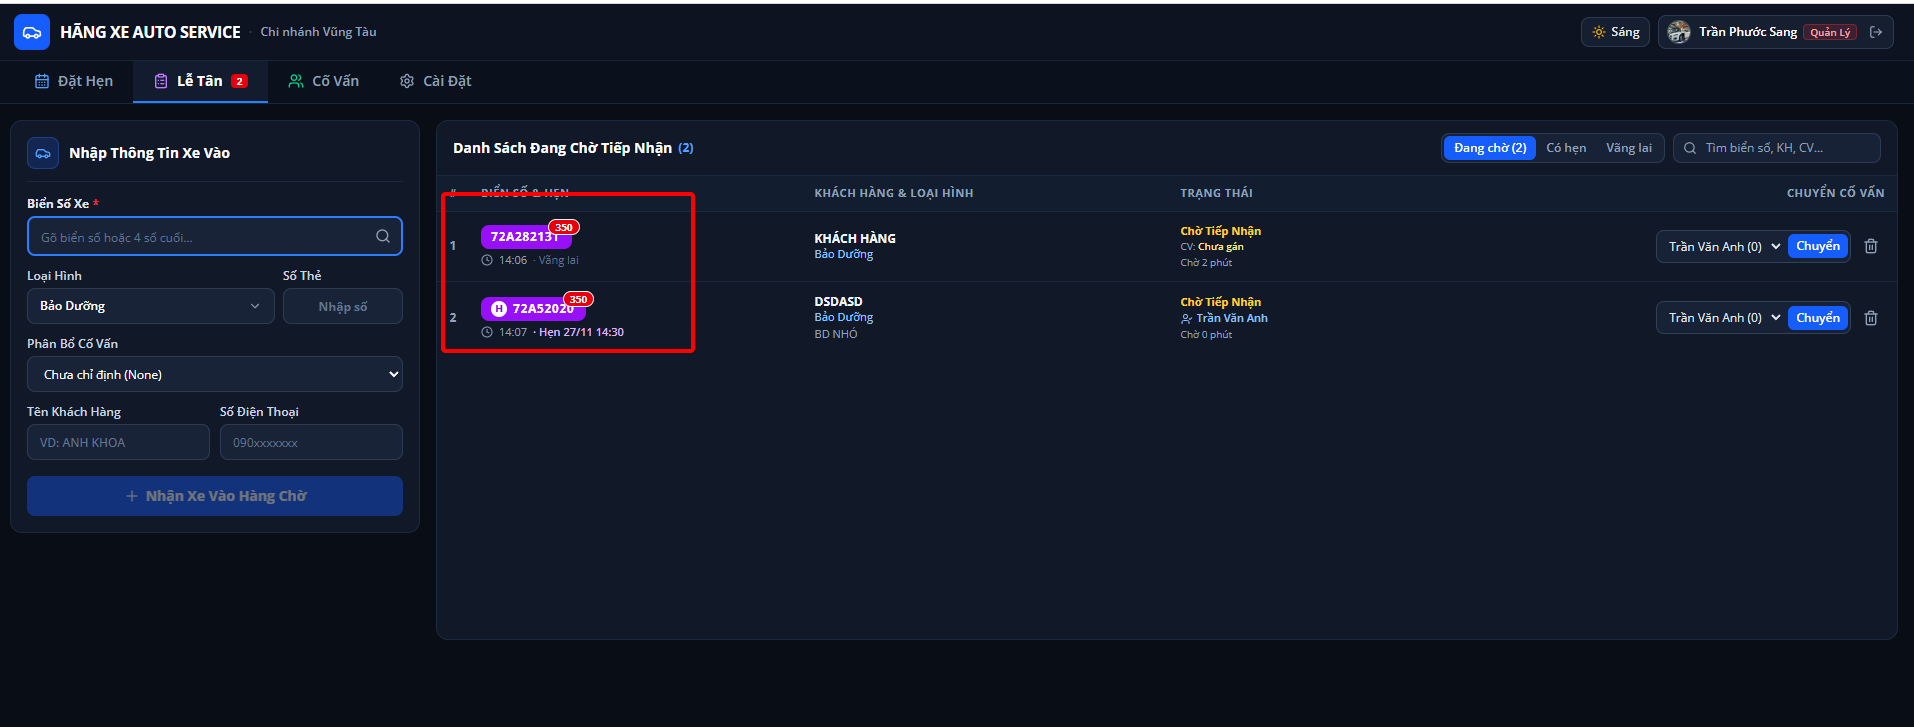 HÃNG XE AUTO SERVICE · Chi nhánh Vũng Tàu
Sáng
Trần Phước Sang Quản Lý
Đặt Hẹn
Lễ Tân 2
Cố Vấn
Cài Đặt
Nhập Thông Tin Xe Vào
Biển Số Xe *
Gõ biển số hoặc 4 số cuối...
Loại Hình
Số Thẻ
Bảo Dưỡng
Nhập số
Phân Bổ Cố Vấn
Chưa chỉ định (None)
Tên Khách Hàng
Số Điện Thoại
VD: ANH KHOA
090xxxxxxx
+ Nhận Xe Vào Hàng Chờ
Danh Sách Đang Chờ Tiếp Nhận (2)
Đang chờ (2)
Có hẹn
Vãng lai
Tìm biển số, KH, CV...
# BIỂN SỐ & HẸN
KHÁCH HÀNG & LOẠI HÌNH
TRẠNG THÁI
CHUYỂN CỐ VẤN
1
72A28213
350
14:06 · Vãng lai
KHÁCH HÀNG
Bảo Dưỡng
Chờ Tiếp Nhận
CV: Chưa gán
Chờ 2 phút
Trần Văn Anh (0)
Chuyển
2
H 72A52020
350
14:07 · Hẹn 27/11 14:30
DSDASD
Bảo Dưỡng
BD NHỎ
Chờ Tiếp Nhận
Trần Văn Anh
Chờ 0 phút
Trần Văn Anh (0)
Chuyển